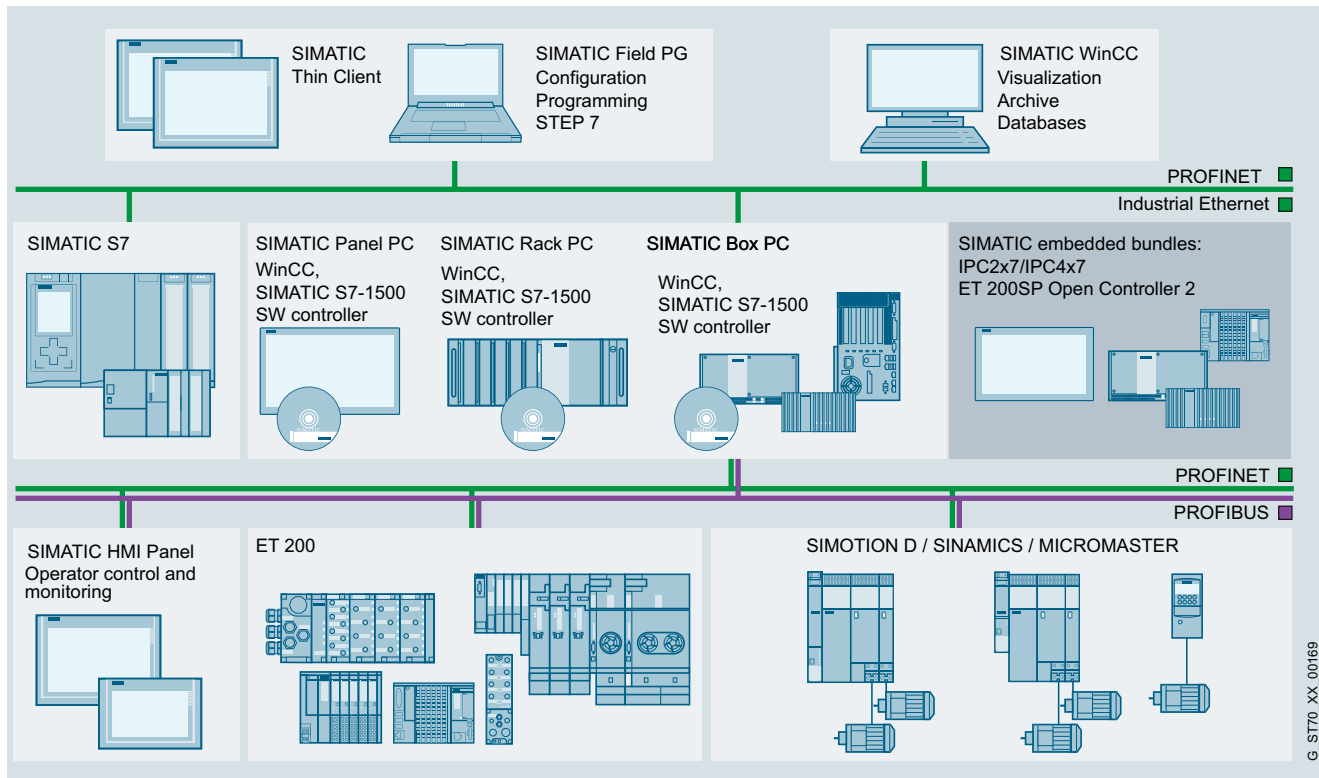 SIMATIC
Thin Client
SIMATIC Field PG
Configuration
Programming
STEP 7
SIMATIC WinCC
Visualization
Archive
Databases
PROFINET
Industrial Ethernet
SIMATIC S7
SIMATIC Panel PC
WinCC,
SIMATIC S7-1500
SW controller
SIMATIC Rack PC
WinCC,
SIMATIC S7-1500
SW controller
SIMATIC Box PC
WinCC,
SIMATIC S7-1500
SW controller
SIMATIC embedded bundles:
IPC2x7/IPC4x7
ET 200SP Open Controller 2
SIMATIC
SIMATIC
SIMATIC
PROFINET
PROFIBUS
SIMATIC HMI Panel
Operator control and
monitoring
ET 200
SIMOTION D / SINAMICS / MICROMASTER
G_ST70_XX_00169